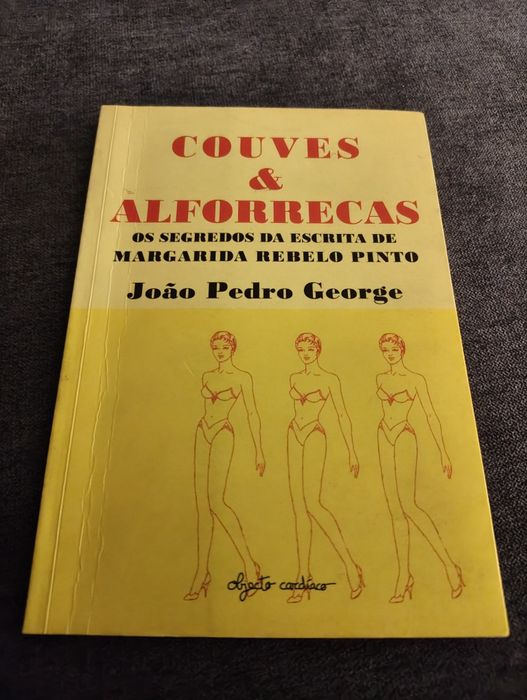 COUVES
&
ALFORRECAS
OS SEGREDOS DA ESCRITA DE
MARGARIDA REBELO PINTO
João Pedro George
objecto cardíaco